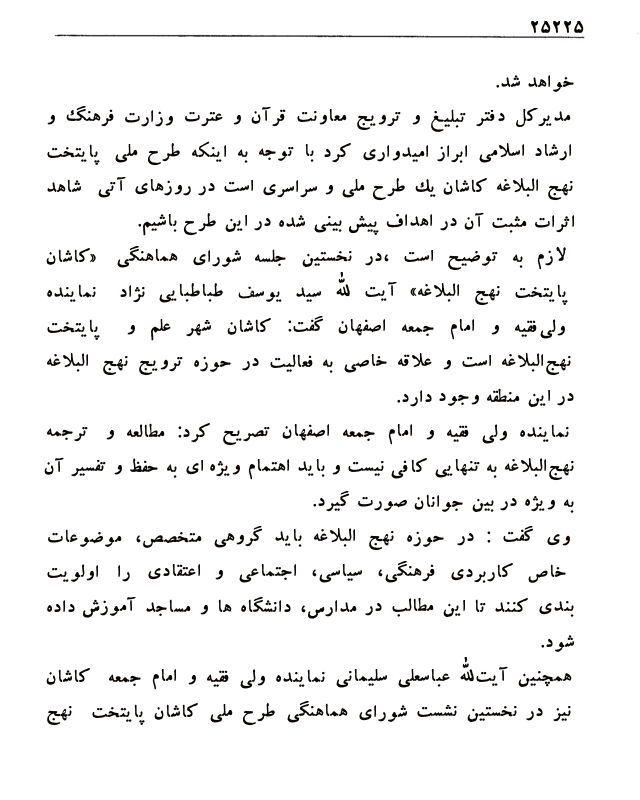 ۲۵۲۲۵
خواهد شد.
مدیرکل دفتر تبلیغ و ترویج معاونت قرآن و عترت وزارت فرهنگ و
ارشاد اسلامی ابراز امیدواری کرد با توجه به اینکه طرح ملی پایتخت
نهج البلاغه کاشان یك طرح ملی و سراسری است در روزهای آتی شاهد
اثرات مثبت آن در اهداف پیش بینی شده در این طرح باشیم.
لازم به توضیح است ،در نخستین جلسه شورای هماهنگی «کاشان
پایتخت نهج البلاغه» آیت الله سید یوسف طباطبایی نژاد نماینده
ولی‌فقیه و امام جمعه اصفهان گفت: کاشان شهر علم و پایتخت
نهج‌البلاغه است و علاقه خاصی به فعالیت در حوزه ترویج نهج البلاغه
در این منطقه وجود دارد.
نماینده ولی فقیه و امام جمعه اصفهان تصریح کرد: مطالعه و ترجمه
نهج‌البلاغه به تنهایی کافی نیست و باید اهتمام ویژه ای به حفظ و تفسیر آن
به ویژه در بین جوانان صورت گیرد.
وی گفت : در حوزه نهج البلاغه باید گروهی متخصص، موضوعات
خاص کاربردی فرهنگی، سیاسی، اجتماعی و اعتقادی را اولویت
بندی کنند تا این مطالب در مدارس، دانشگاه ها و مساجد آموزش داده
شود.
همچنین آیت‌الله عباسعلی سلیمانی نماینده ولی فقیه و امام جمعه کاشان
نیز در نخستین نشست شورای هماهنگی طرح ملی کاشان پایتخت نهج